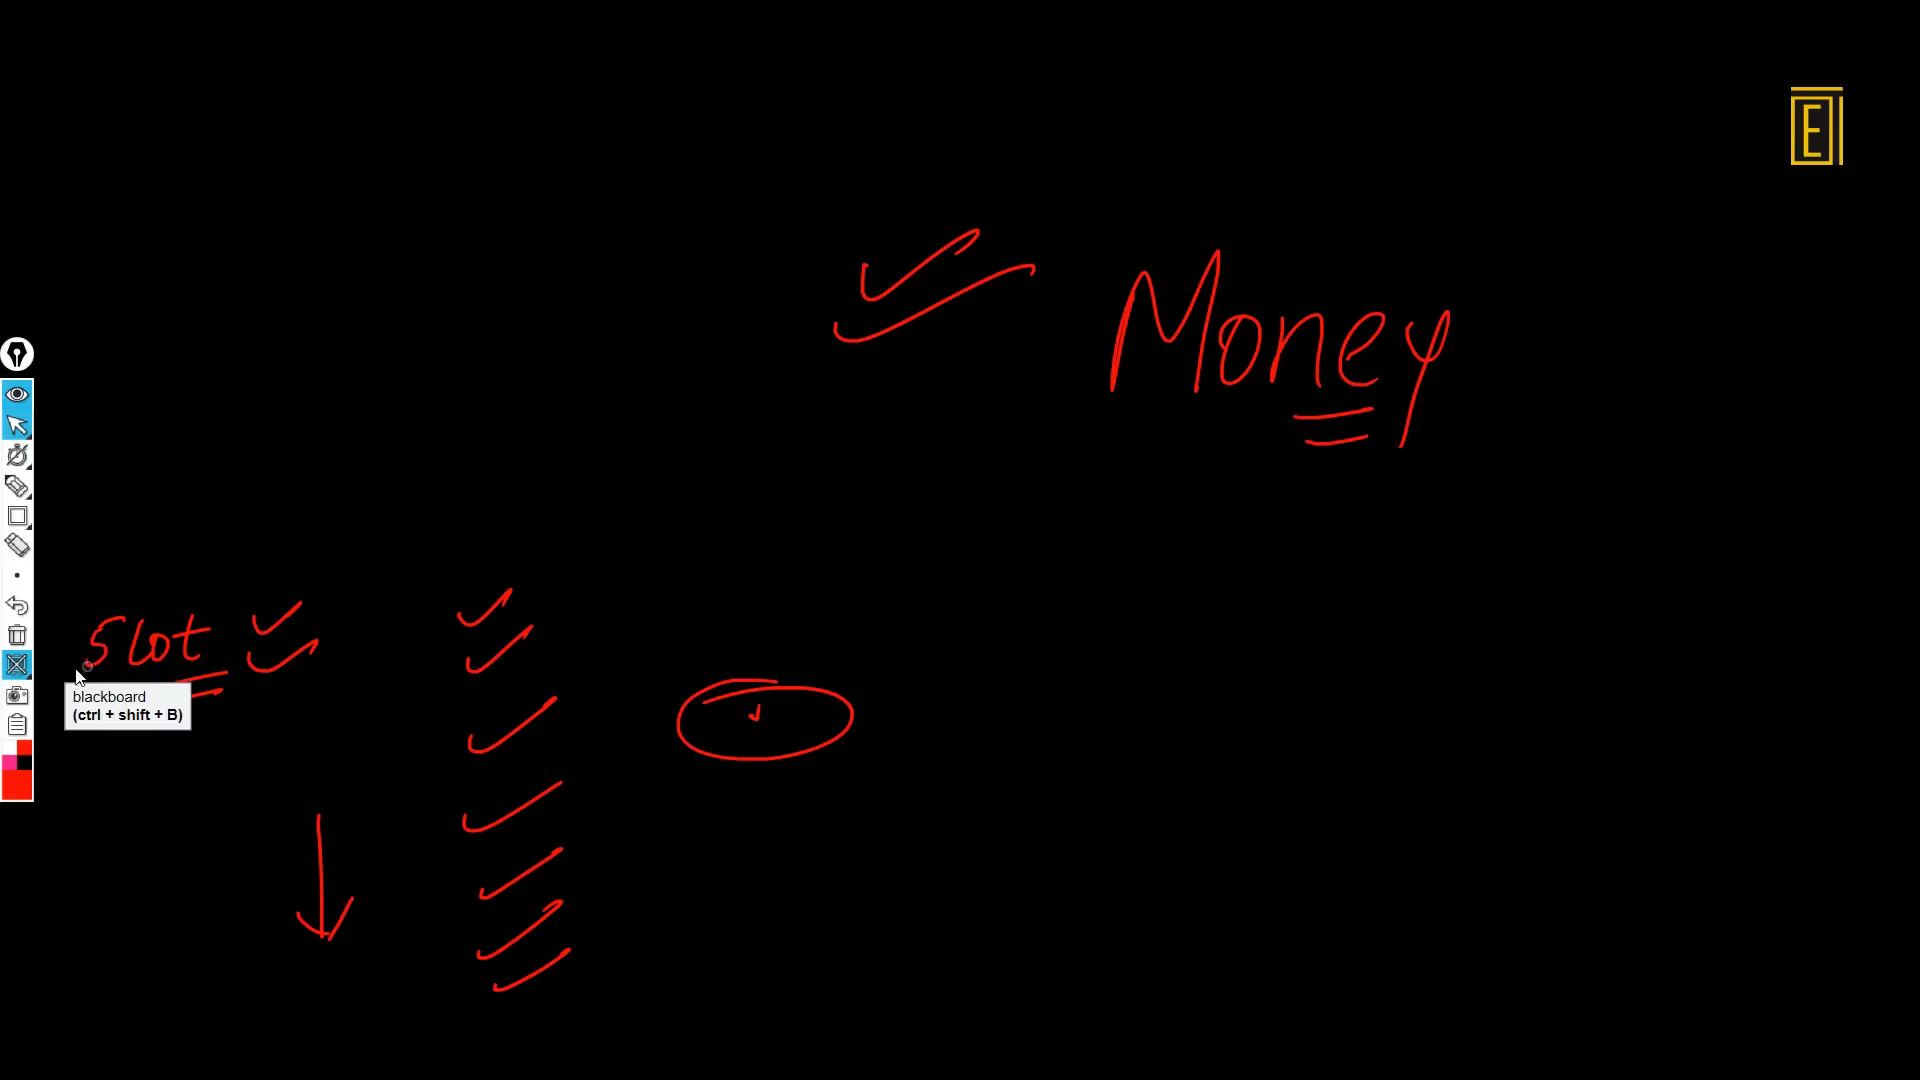 E
Money
Slot
blackboard
(ctrl + shift + B)